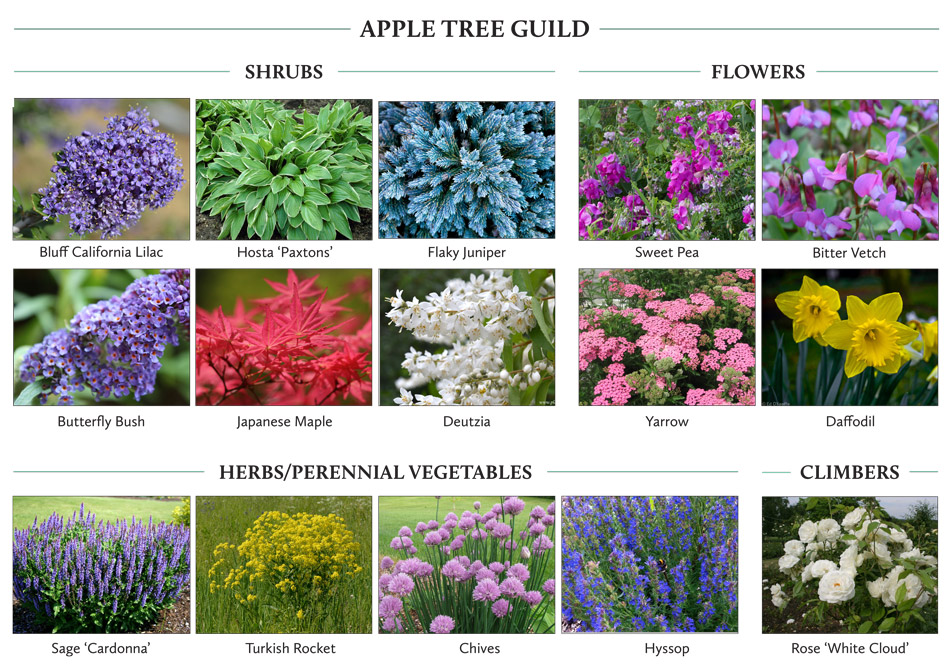 APPLE TREE GUILD
SHRUBS
FLOWERS
Bluff California Lilac
Hosta ‘Paxtons’
Flaky Juniper
Sweet Pea
Bitter Vetch
Butterfly Bush
Japanese Maple
Deutzia
Yarrow
Daffodil
HERBS/PERENNIAL VEGETABLES
CLIMBERS
Sage ‘Cardonna’
Turkish Rocket
Chives
Hyssop
Rose ‘White Cloud’